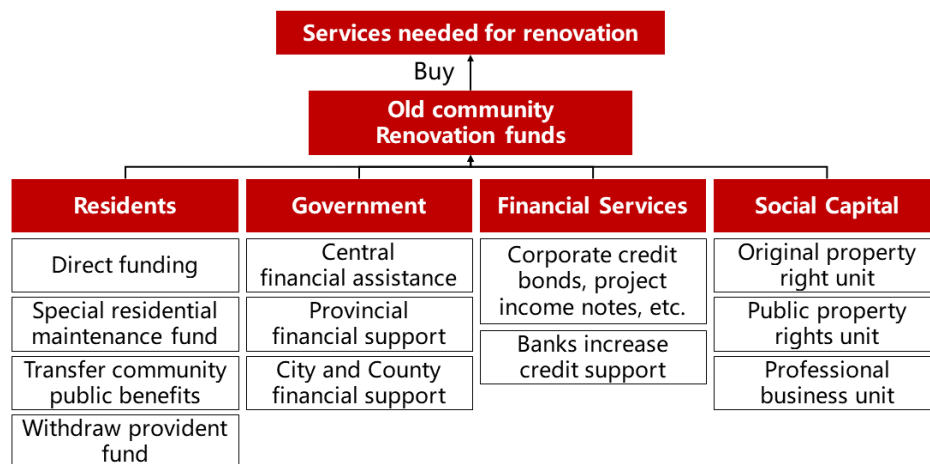 Services needed for renovation
Buy
Old community
Renovation funds
Residents
Direct funding
Special residential
maintenance fund
Transfer community
public benefits
Withdraw provident
fund
Government
Central
financial assistance
Provincial
financial support
City and County
financial support
Financial Services
Corporate credit
bonds, project
income notes, etc.
Banks increase
credit support
Social Capital
Original property
right unit
Public property
rights unit
Professional
business unit